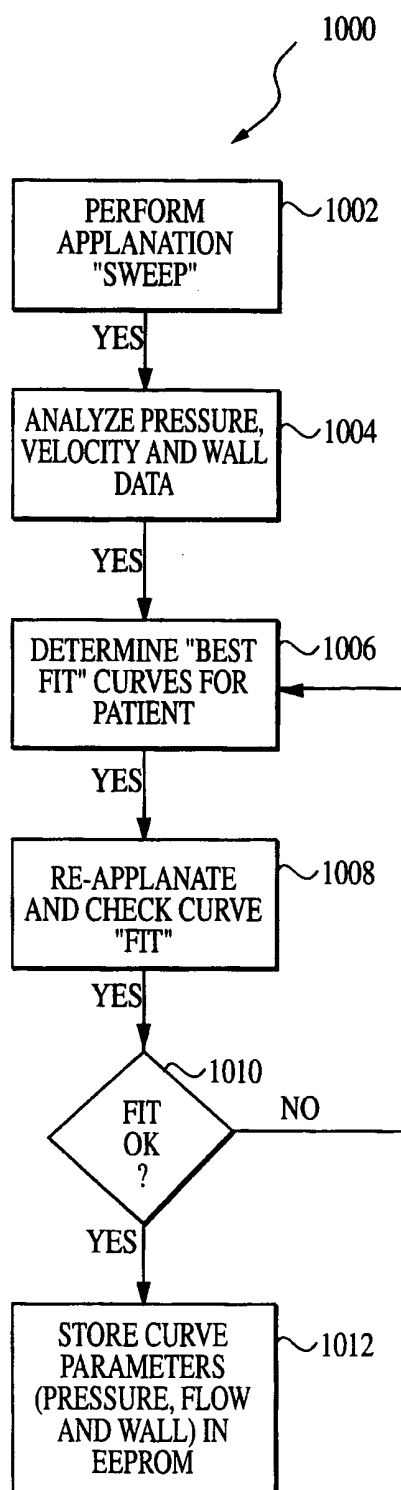 1000
PERFORM
APPLANATION
"SWEEP"
1002
YES
ANALYZE PRESSURE,
VELOCITY AND WALL
DATA
1004
YES
DETERMINE "BEST
FIT" CURVES FOR
PATIENT
1006
YES
RE-APPLANATE
AND CHECK CURVE
"FIT"
1008
YES
1010
FIT
OK
?
NO
YES
STORE CURVE
PARAMETERS
(PRESSURE, FLOW
AND WALL) IN
EEPROM
1012